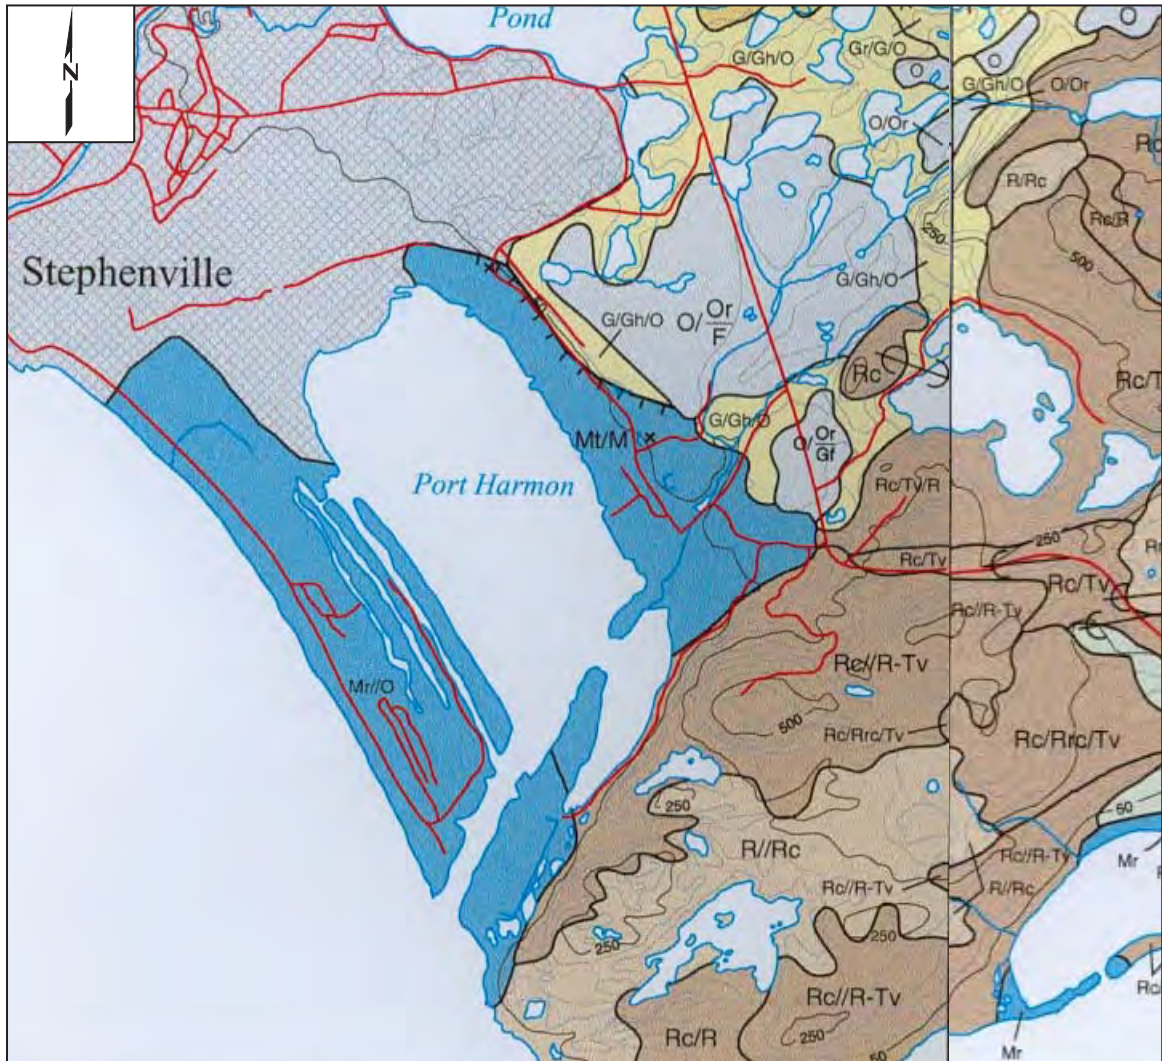 Pond
O
G/Gh/O
Gr/G/O
O
O
G/Gh/O
O/Or
N
O/Or
R/Rc
Rc/R
250
500
Stephenville
G/Gh/O
G/Gh/O
O/ Or
F
Rc
G/Gh/O
Mt/M
O/ Or
Gf
Port Harmon
Rc/Tv/R
250
Rc/Tv
Rc/Tv
Rc//R-Tv
Rc//R-Tv
Mr//O
500
Rc/Rrc/Tv
Rc/Rrc/Tv
250
50
R//Rc
Rc//R-Tv
Mr
Rc//R-Tv
R//Rc
250
250
Rc//R-Tv
250
Rc/R
50
Mr